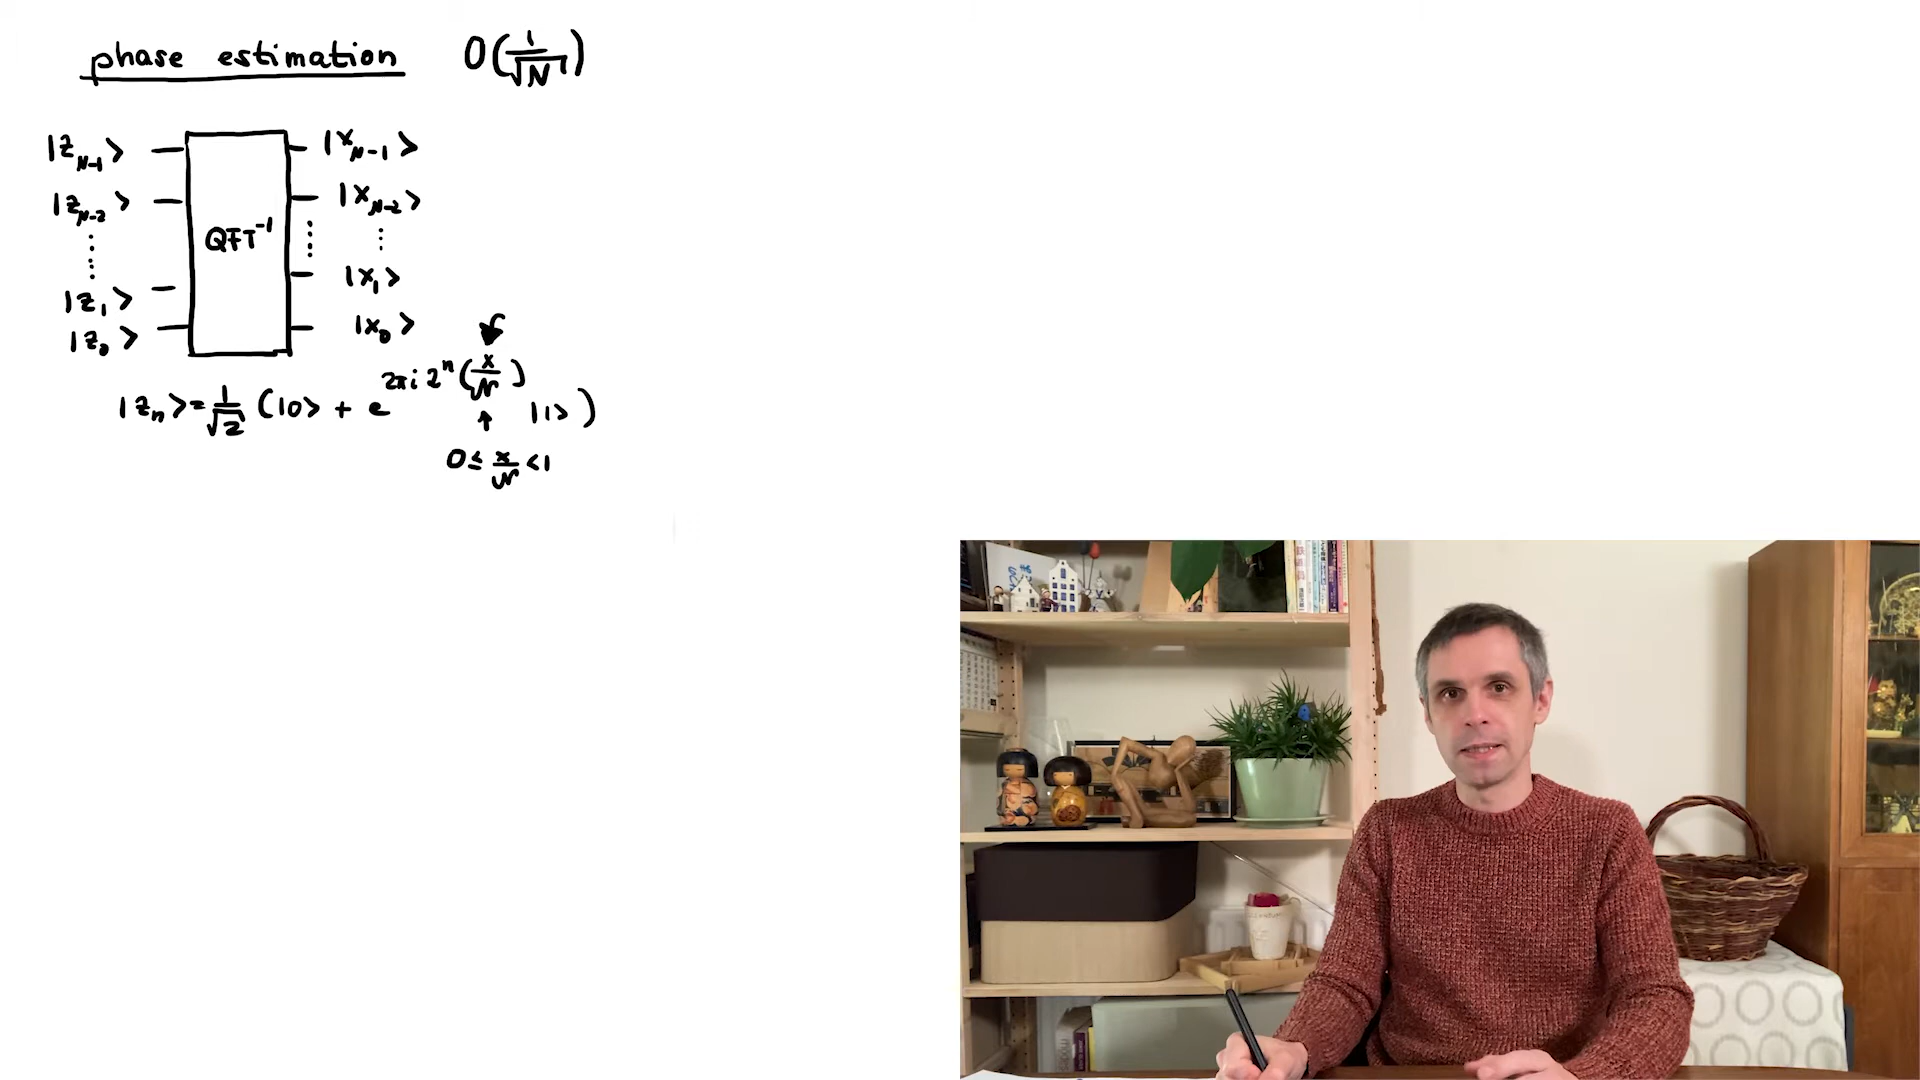 phase estimation O(1/√N)
|z_{N-1}> |x_{N-1}>
|z_{N-2}> |x_{N-2}>
QFT⁻¹
|z_1> |x_1>
|z_0> |x_0>
|z_n> = 1/√2 (|0> + e^{2πi 2^n (x/𝒩)} |1>)
0 ≤ x/𝒩 < 1